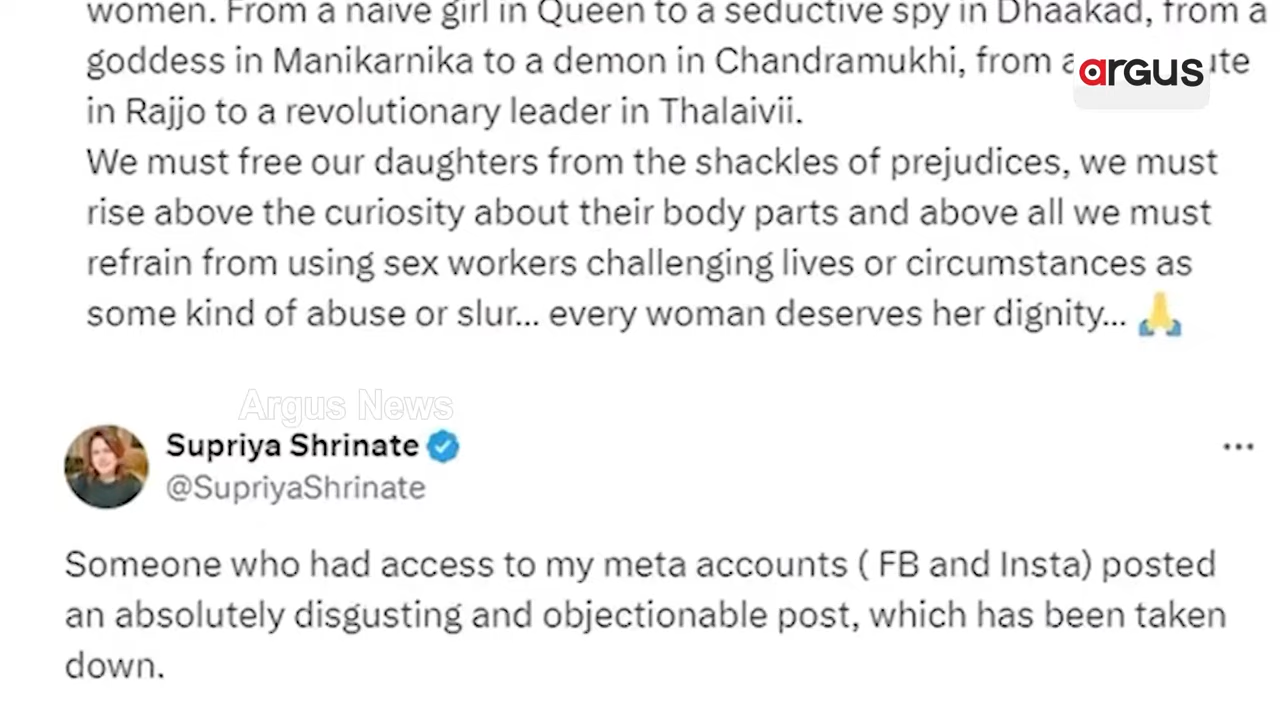 women. From a naive girl in Queen to a seductive spy in Dhaakad, from a
goddess in Manikarnika to a demon in Chandramukhi, from a
argus
in Rajjo to a revolutionary leader in Thalaivii.
We must free our daughters from the shackles of prejudices, we must
rise above the curiosity about their body parts and above all we must
refrain from using sex workers challenging lives or circumstances as
some kind of abuse or slur... every woman deserves her dignity... 🙏
Argus News
Supriya Shrinate
@SupriyaShrinate
Someone who had access to my meta accounts ( FB and Insta) posted
an absolutely disgusting and objectionable post, which has been taken
down.